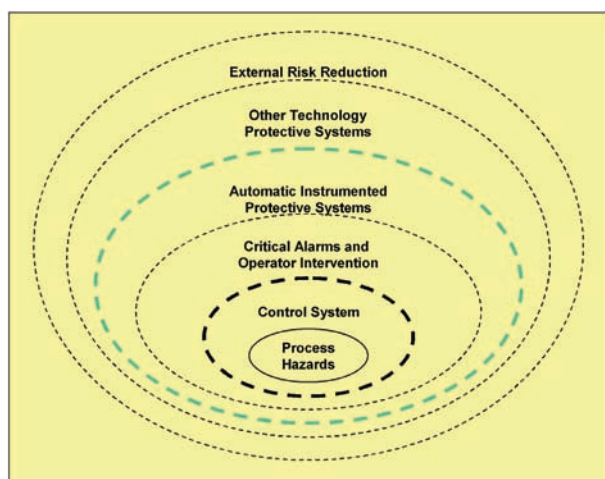 External Risk Reduction
Other Technology
Protective Systems
Automatic Instrumented
Protective Systems
Critical Alarms and
Operator Intervention
Control System
Process
Hazards